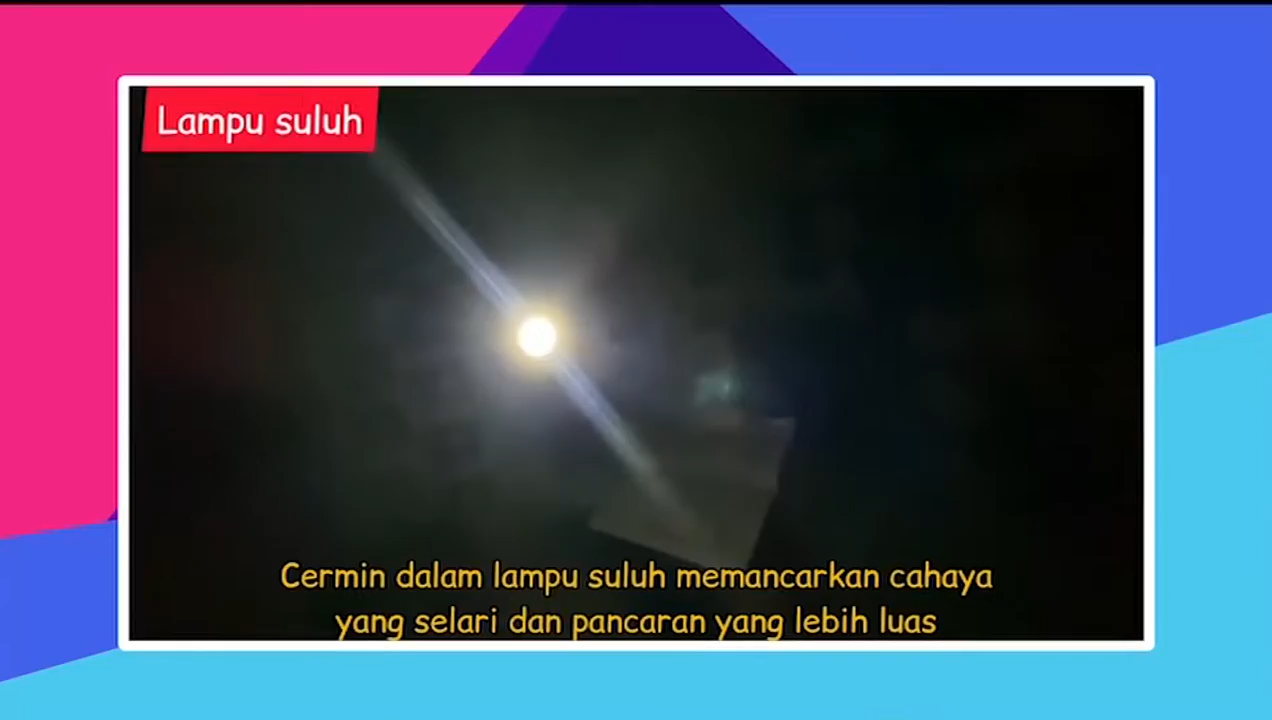 Lampu suluh
Cermin dalam lampu suluh memancarkan cahaya
yang selari dan pancaran yang lebih luas